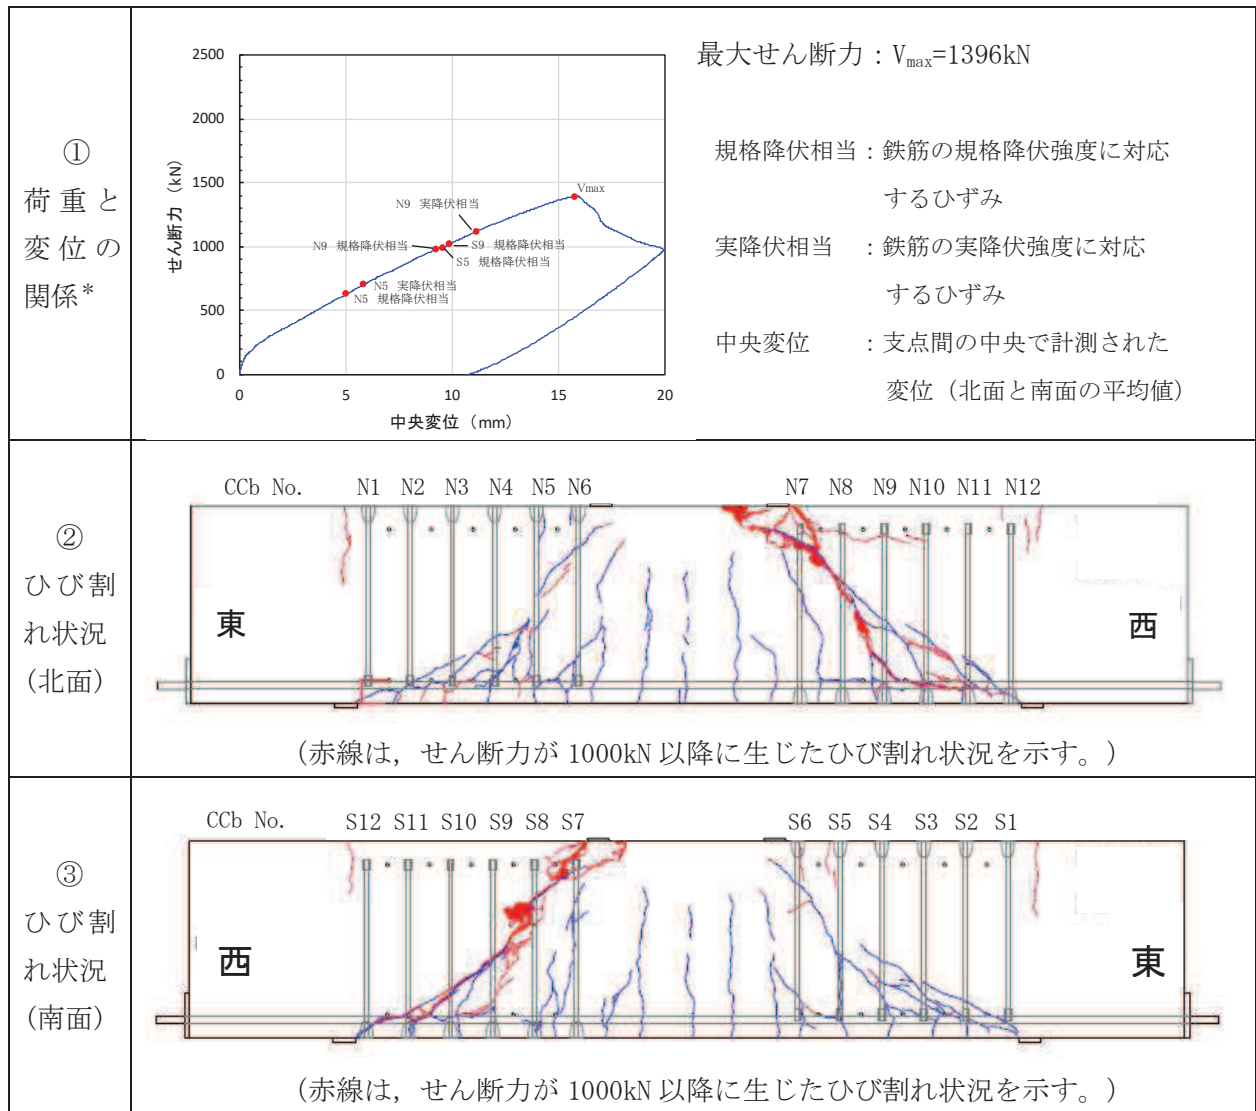 ①
荷重と
変位の
関係*
2500
2000
1500
1000
500
0
せん断力（kN）
0 5 10 15 20
中央変位（mm）
Vmax
N9 実降伏相当
N9 規格降伏相当
S9 規格降伏相当
S5 規格降伏相当
N5 実降伏相当
N5 規格降伏相当
最大せん断力：Vmax=1396kN
規格降伏相当：鉄筋の規格降伏強度に対応
するひずみ
実降伏相当　：鉄筋の実降伏強度に対応
するひずみ
中央変位　　：支点間の中央で計測された
変位（北面と南面の平均値）
②
ひび割
れ状況
(北面)
CCb No. N1 N2 N3 N4 N5 N6 N7 N8 N9 N10 N11 N12
東 西
(赤線は，せん断力が 1000kN 以降に生じたひび割れ状況を示す。)
③
ひび割
れ状況
(南面)
CCb No. S12 S11 S10 S9 S8 S7 S6 S5 S4 S3 S2 S1
西 東
(赤線は，せん断力が 1000kN 以降に生じたひび割れ状況を示す。)